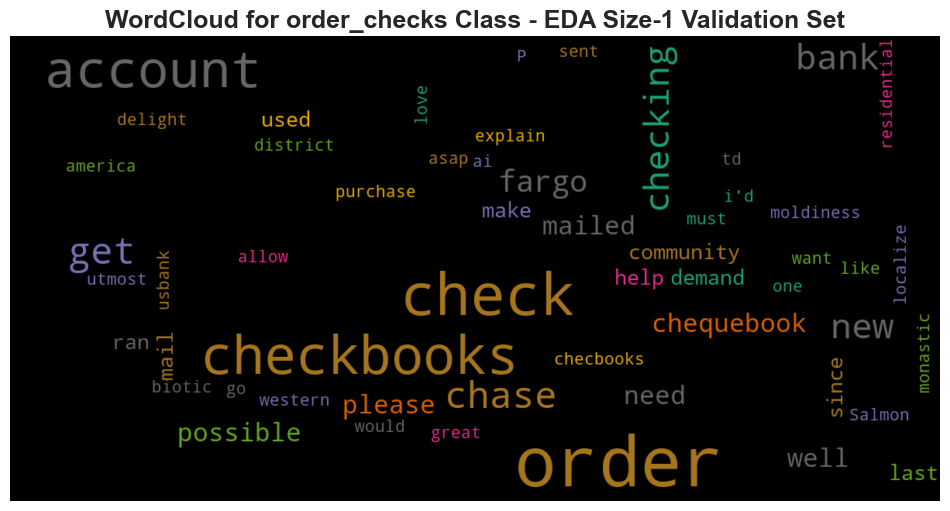 WordCloud for order_checks Class - EDA Size-1 Validation Set
account
P
sent
checking
bank
residential
delight
used
love
district
explain
america
asap
ai
td
fargo
purchase
make
i'd
moldiness
mailed
must
get
usbank
allow
community
want
like
localize
utmost
help
demand
one
check
chequebook
new
monastic
ran
mail
checkbooks
checbooks
since
biotic
go
western
please
chase
need
Salmon
possible
would
great
order
well
last